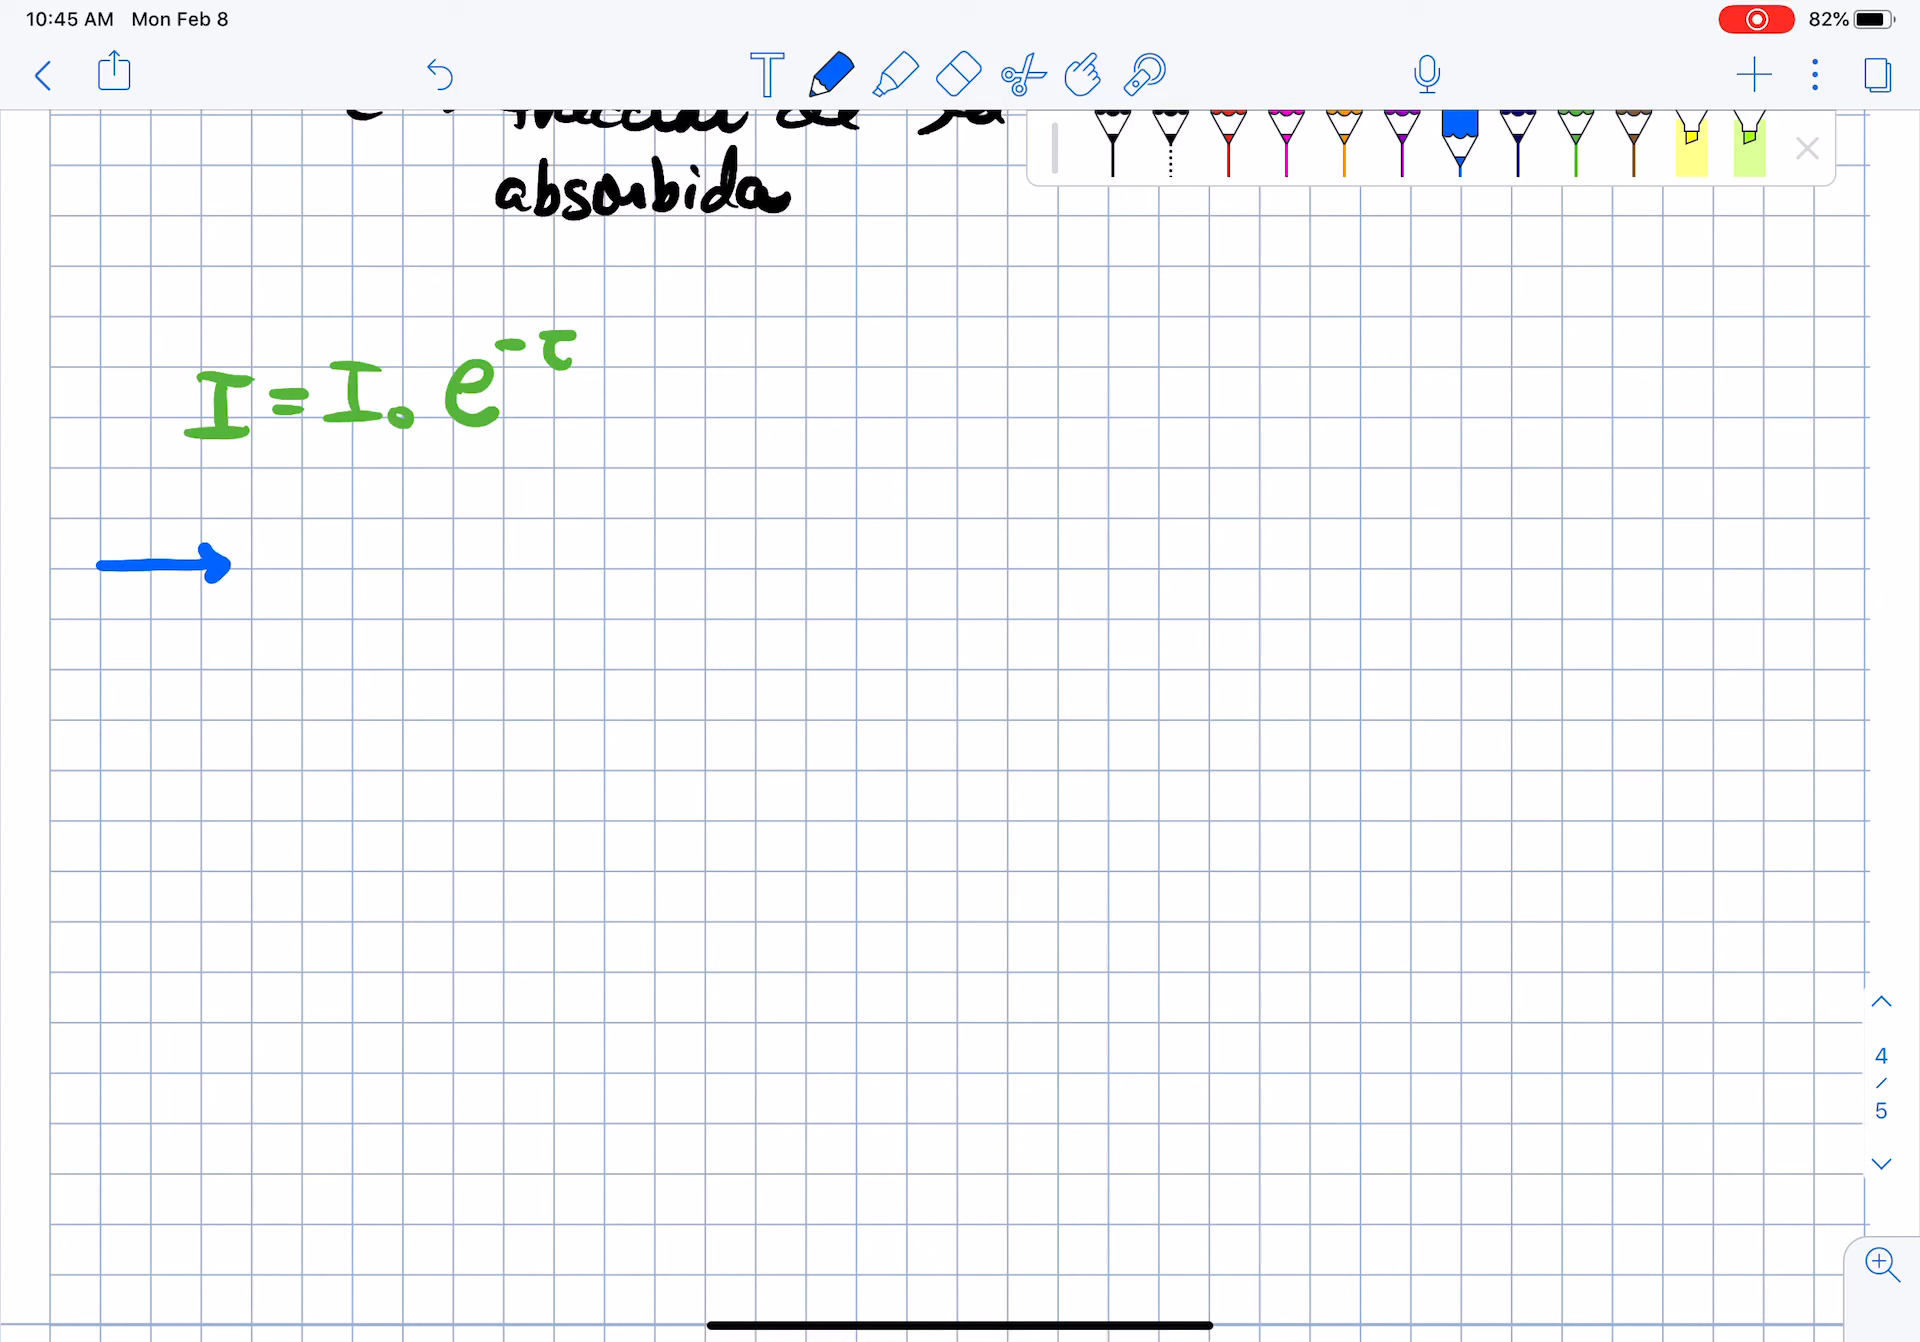 10:45 AM Mon Feb 8 82%
absorbida
I = I₀ e^{-τ}
4
/
5